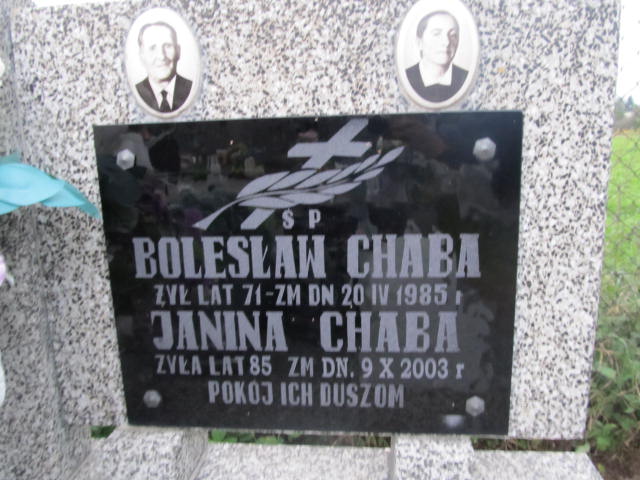 Ś P
BOLESŁAW CHABA
ŻYŁ LAT 71-ZM DN 20 IV 1985 r
JANINA CHABA
ŻYŁA LAT 85 ZM DN. 9 X 2003 r
POKÓJ ICH DUSZOM